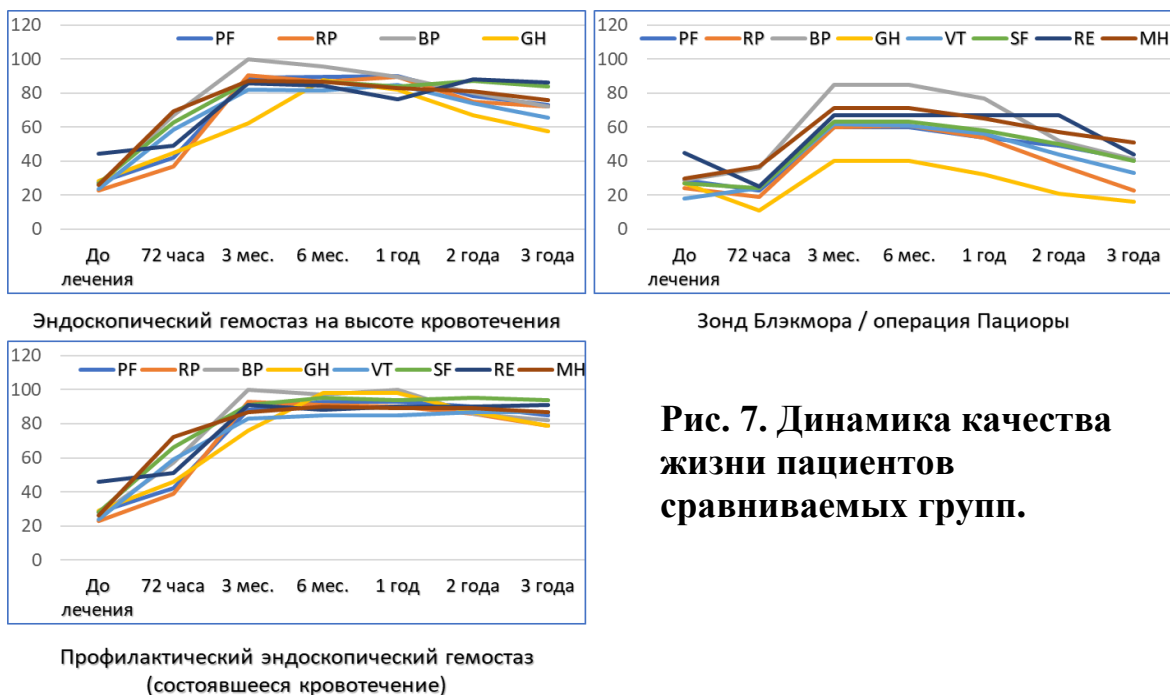 120
100
80
60
40
20
0
PF RP BP GH
До лечения 72 часа 3 мес. 6 мес. 1 год 2 года 3 года
Эндоскопический гемостаз на высоте кровотечения
120
100
80
60
40
20
0
PF RP BP GH VT SF RE MH
До лечения 72 часа 3 мес. 6 мес. 1 год 2 года 3 года
Зонд Блэкмора / операция Пациоры
120
100
80
60
40
20
0
PF RP BP GH VT SF RE MH
До лечения 72 часа 3 мес. 6 мес. 1 год 2 года 3 года
Профилактический эндоскопический гемостаз
(состоявшееся кровотечение)
Рис. 7. Динамика качества
жизни пациентов
сравниваемых групп.